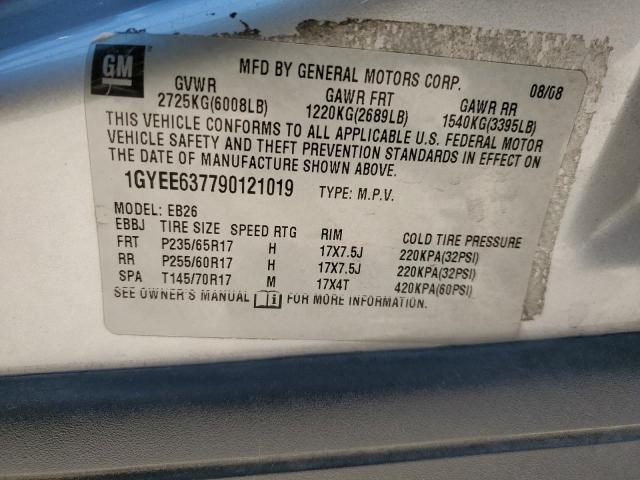 GM
MFD BY GENERAL MOTORS CORP. 08/08
GVWR GAWR FRT GAWR RR
2725KG(6008LB) 1220KG(2689LB) 1540KG(3395LB)
THIS VEHICLE CONFORMS TO ALL APPLICABLE U.S. FEDERAL MOTOR
VEHICLE SAFETY AND THEFT PREVENTION STANDARDS IN EFFECT ON
THE DATE OF MANUFACTURE SHOWN ABOVE.
1GYEE637790121019 TYPE: M.P.V.
MODEL: EB26
EBBJ TIRE SIZE SPEED RTG RIM COLD TIRE PRESSURE
FRT P235/65R17 H 17X7.5J 220KPA(32PSI)
RR P255/60R17 H 17X7.5J 220KPA(32PSI)
SPA T145/70R17 M 17X4T 420KPA(60PSI)
SEE OWNER'S MANUAL FOR MORE INFORMATION.